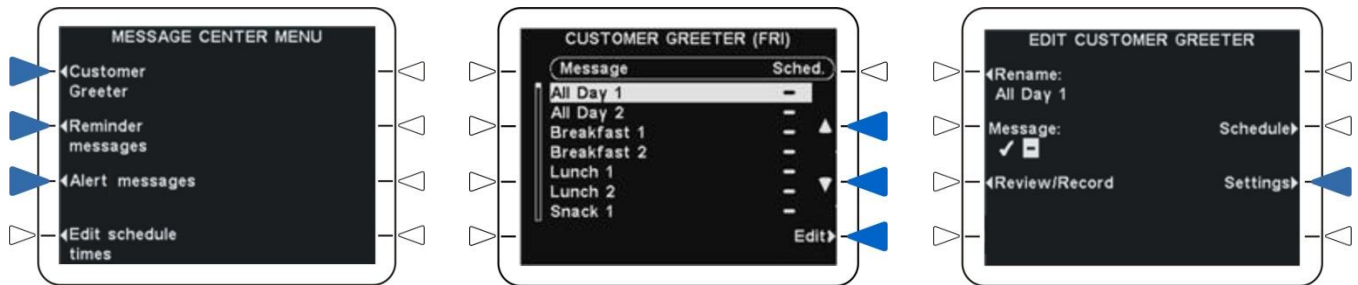 MESSAGE CENTER MENU
Customer
Greeter
Reminder
messages
Alert messages
Edit schedule
times
CUSTOMER GREETER (FRI)
Message Sched.
All Day 1 –
All Day 2 –
Breakfast 1 –
Breakfast 2 –
Lunch 1 –
Lunch 2 –
Snack 1 –
Edit
EDIT CUSTOMER GREETER
Rename:
All Day 1
Message: Schedule
✓ –
Review/Record Settings